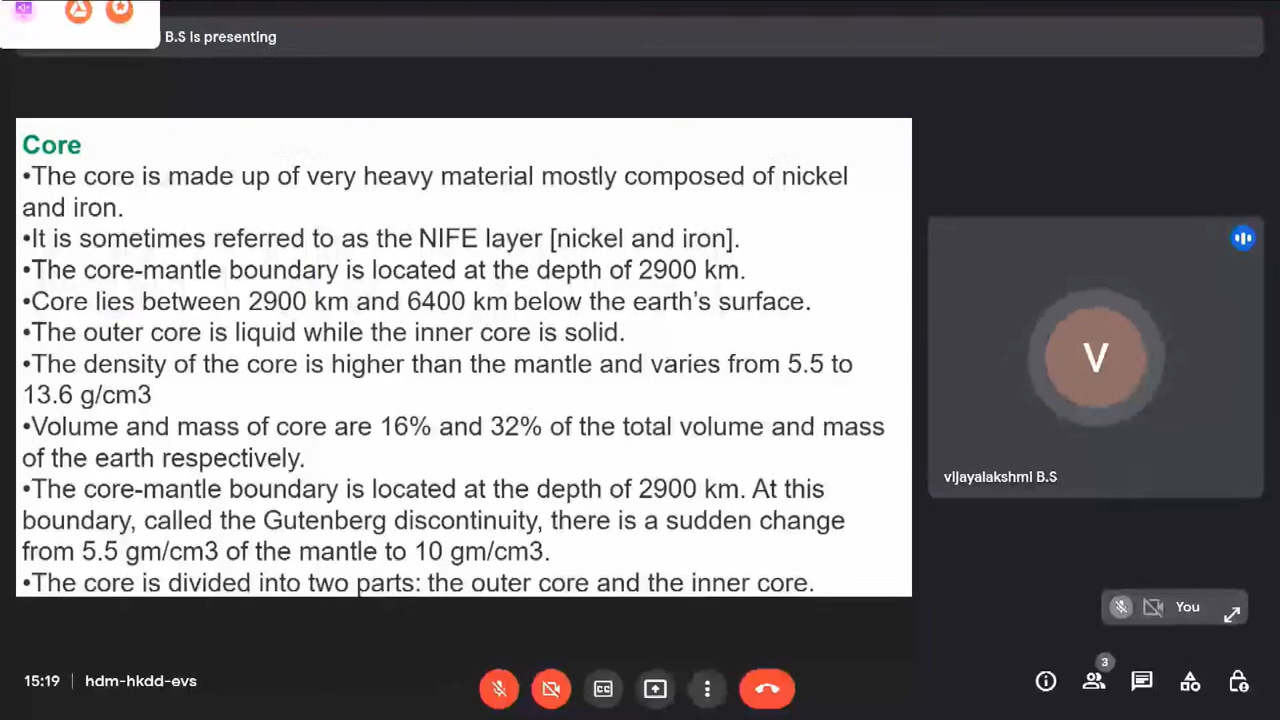 B.S is presenting
Core
•The core is made up of very heavy material mostly composed of nickel
and iron.
•It is sometimes referred to as the NIFE layer [nickel and iron].
•The core-mantle boundary is located at the depth of 2900 km.
•Core lies between 2900 km and 6400 km below the earth's surface.
•The outer core is liquid while the inner core is solid.
•The density of the core is higher than the mantle and varies from 5.5 to
13.6 g/cm3
•Volume and mass of core are 16% and 32% of the total volume and mass
of the earth respectively.
•The core-mantle boundary is located at the depth of 2900 km. At this
boundary, called the Gutenberg discontinuity, there is a sudden change
from 5.5 gm/cm3 of the mantle to 10 gm/cm3.
•The core is divided into two parts: the outer core and the inner core.
V
vijayalakshmi B.S
You
3
15:19 | hdm-hkdd-evs